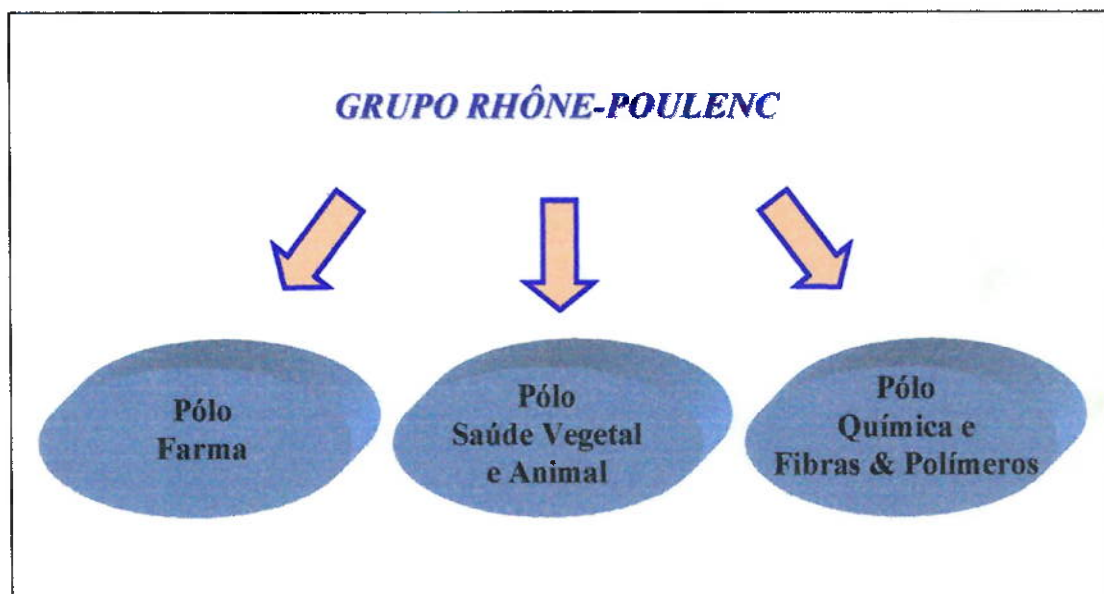 GRUPO RHÔNE-POULENC
Pólo
Farma
Pólo
Saúde Vegetal
e Animal
Pólo
Química e
Fibras & Polímeros